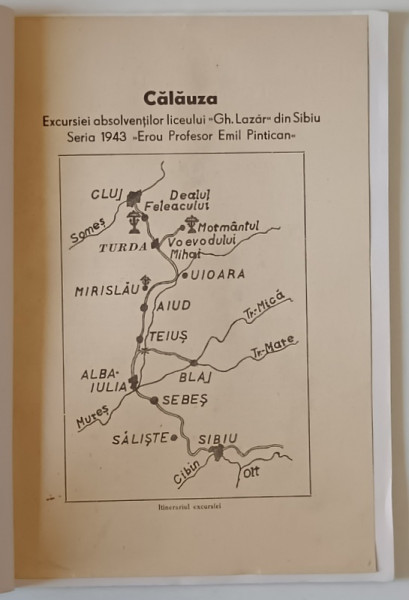 Călăuza
Excursiei absolvenților liceului »Gh. Lazăr« din Sibiu
Seria 1943 »Erou Profesor Emil Pintican«
CLUJ
Dealul
Feleacului
Someș
Mormântul
Voevodului
Mihai
TURDA
UIOARA
MIRISLĂU
AIUD
Tr-Mică
TEIUȘ
Tr-Mare
BLAJ
ALBA-
IULIA
SEBEȘ
Mureș
SĂLIȘTE
SIBIU
Cibin
Olt
Itinerariul excursiei